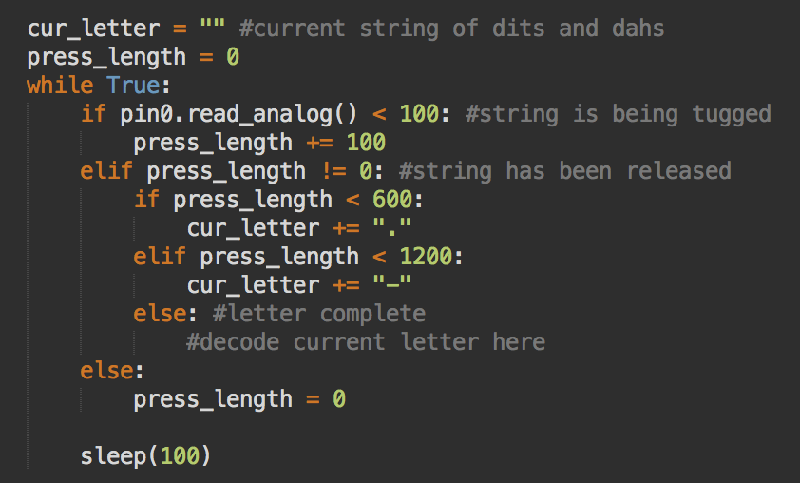 cur_letter = "" #current string of dits and dahs
press_length = 0
while True:
    if pin0.read_analog() < 100: #string is being tugged
        press_length += 100
    elif press_length != 0: #string has been released
        if press_length < 600:
            cur_letter += "."
        elif press_length < 1200:
            cur_letter += "-"
        else: #letter complete
            #decode current letter here
    else:
        press_length = 0

    sleep(100)